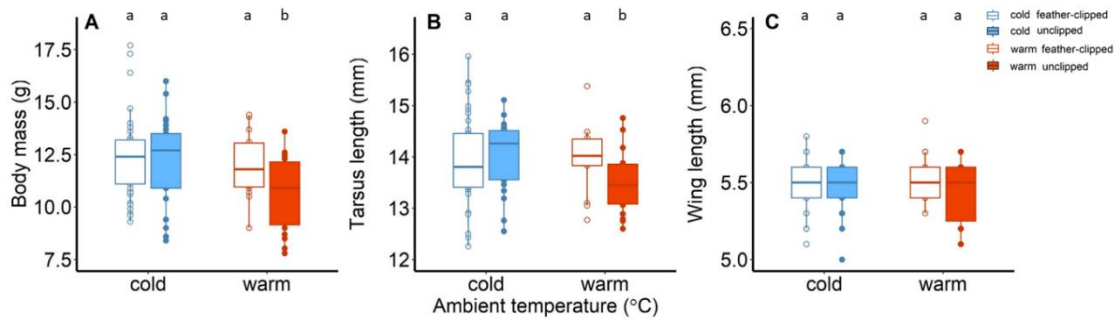 A
a a a b
Body mass (g)
17.5
15.0
12.5
10.0
7.5
cold warm
B
a a a b
Tarsus length (mm)
16
15
14
13
12
cold warm
Ambient temperature (°C)
C
a a a a
Wing length (mm)
6.5
6.0
5.5
5.0
cold warm
cold feather-clipped
cold unclipped
warm feather-clipped
warm unclipped